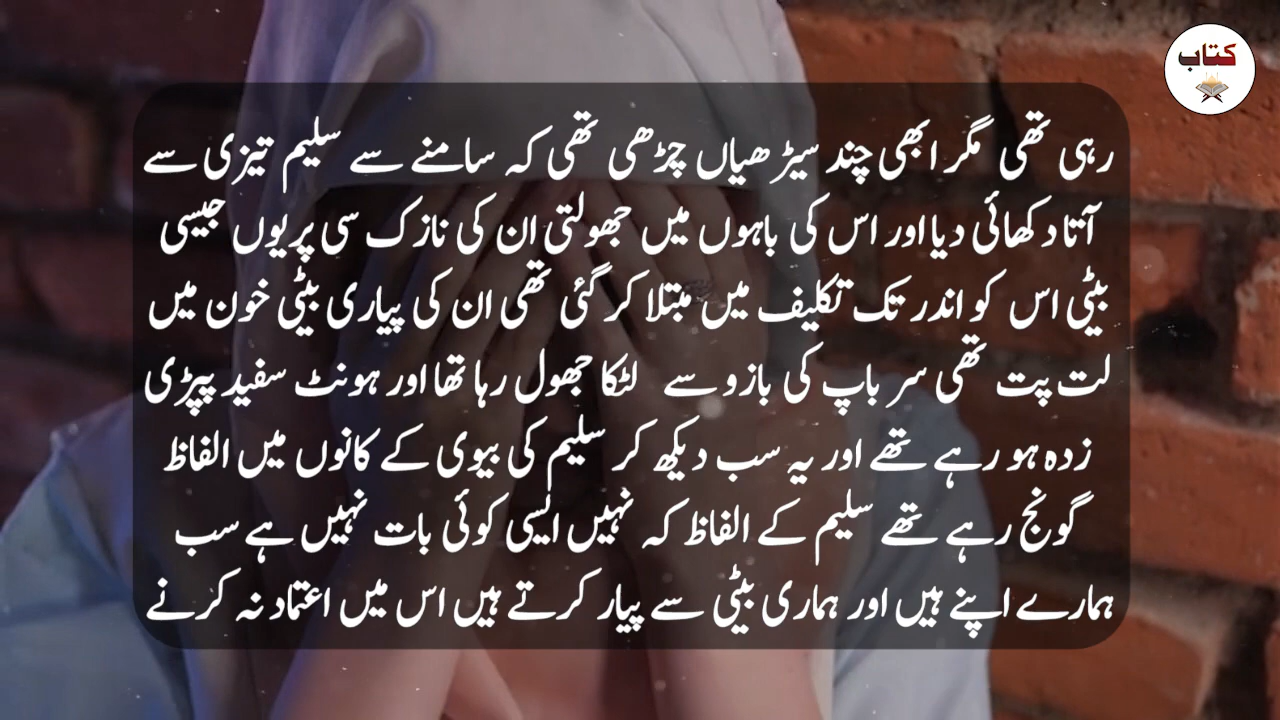 کتاب
رہی تھی مگر ابھی چند سیڑھیاں چڑھی تھی کہ سامنے سے سلیم تیزی سے
آتا دکھائی دیا اور اس کی باہوں میں جھولتی ان کی نازک سی پریوں جیسی
بیٹی اس کو اندر تک تکلیف میں مبتلا کر گئی تھی ان کی پیاری بیٹی خون میں
لت پت تھی سر باپ کی بازو سے لٹکا جھول رہا تھا اور ہونٹ سفید پپڑی
زدہ ہو رہے تھے اور یہ سب دیکھ کر سلیم کی بیوی کے کانوں میں الفاظ
گونج رہے تھے سلیم کے الفاظ کہ نہیں ایسی کوئی بات نہیں ہے سب
ہمارے اپنے ہیں اور ہماری بیٹی سے پیار کرتے ہیں اس میں اعتماد نہ کرنے